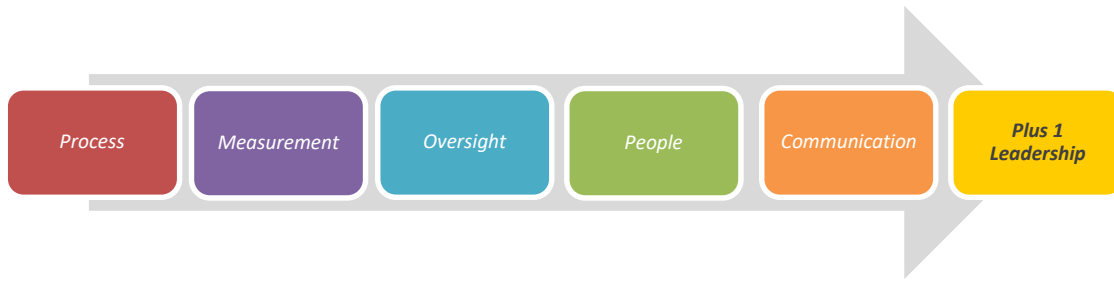 Process
Measurement
Oversight
People
Communication
Plus 1
Leadership